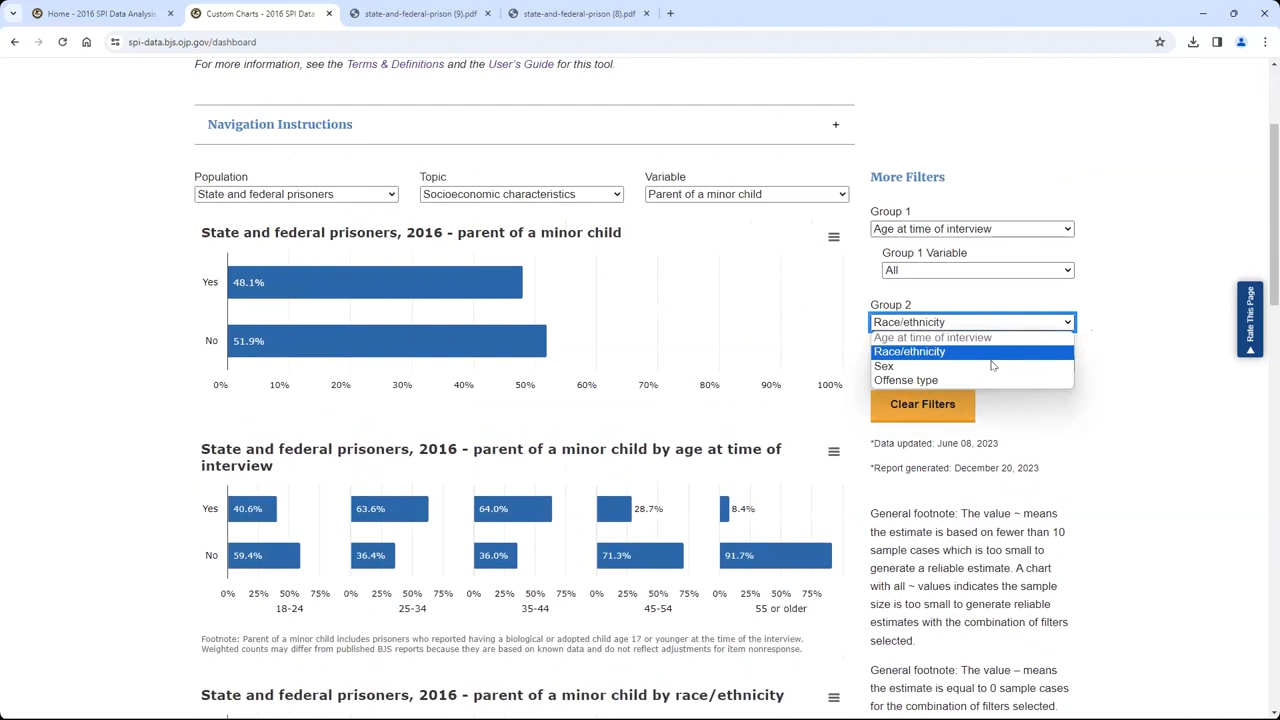 Home - 2016 SPI Data Analysis
Custom Charts - 2016 SPI Data
state-and-federal-prison (9).pdf
state-and-federal-prison (8).pdf
spi-data.bjs.ojp.gov/dashboard
For more information, see the Terms & Definitions and the User's Guide for this tool.
Navigation Instructions +
Population
State and federal prisoners
Topic
Socioeconomic characteristics
Variable
Parent of a minor child
State and federal prisoners, 2016 - parent of a minor child
Yes 48.1%
No 51.9%
0% 10% 20% 30% 40% 50% 60% 70% 80% 90% 100%
State and federal prisoners, 2016 - parent of a minor child by age at time of
interview
Yes 40.6% 63.6% 64.0% 28.7% 8.4%
No 59.4% 36.4% 36.0% 71.3% 91.7%
0% 25% 50% 75% 0% 25% 50% 75% 0% 25% 50% 75% 0% 25% 50% 75% 0% 25% 50% 75%
18-24 25-34 35-44 45-54 55 or older
Footnote: Parent of a minor child includes prisoners who reported having a biological or adopted child age 17 or younger at the time of the interview.
Weighted counts may differ from published BJS reports because they are based on known data and do not reflect adjustments for item nonresponse.
State and federal prisoners, 2016 - parent of a minor child by race/ethnicity
More Filters
Group 1
Age at time of interview
Group 1 Variable
All
Group 2
Race/ethnicity
Age at time of interview
Race/ethnicity
Sex
Offense type
Clear Filters
*Data updated: June 08, 2023
*Report generated: December 20, 2023
General footnote: The value ~ means
the estimate is based on fewer than 10
sample cases which is too small to
generate a reliable estimate. A chart
with all ~ values indicates the sample
size is too small to generate reliable
estimates with the combination of filters
selected.
General footnote: The value – means
the estimate is equal to 0 sample cases
for the combination of filters selected.
Rate This Page